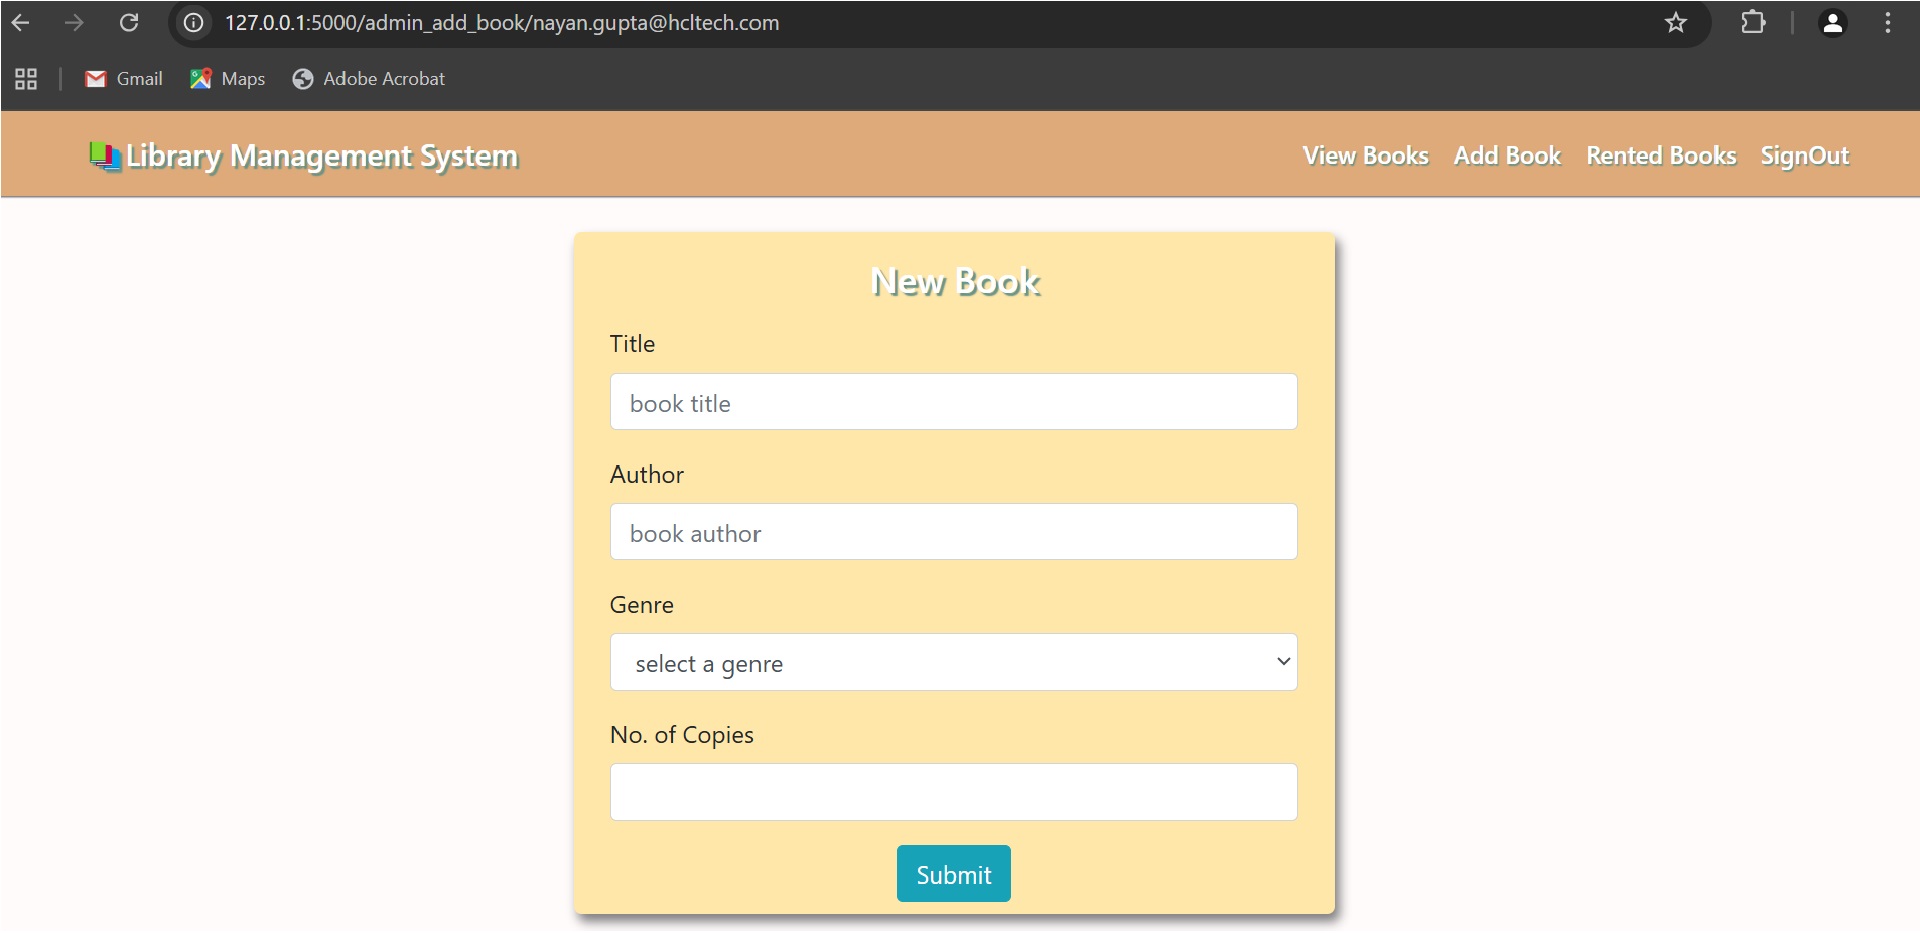 127.0.0.1:5000/admin_add_book/nayan.gupta@hcltech.com
Gmail Maps Adobe Acrobat
Library Management System View Books Add Book Rented Books SignOut
New Book
Title
book title
Author
book author
Genre
select a genre
No. of Copies
Submit